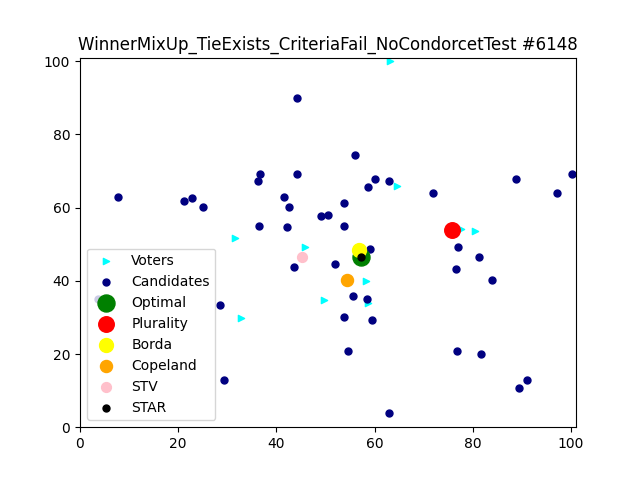 WinnerMixUp_TieExists_CriteriaFail_NoCondorcetTest #6148
100
80
60
40
20
0
Voters
Candidates
Optimal
Plurality
Borda
Copeland
STV
STAR
0 20 40 60 80 100